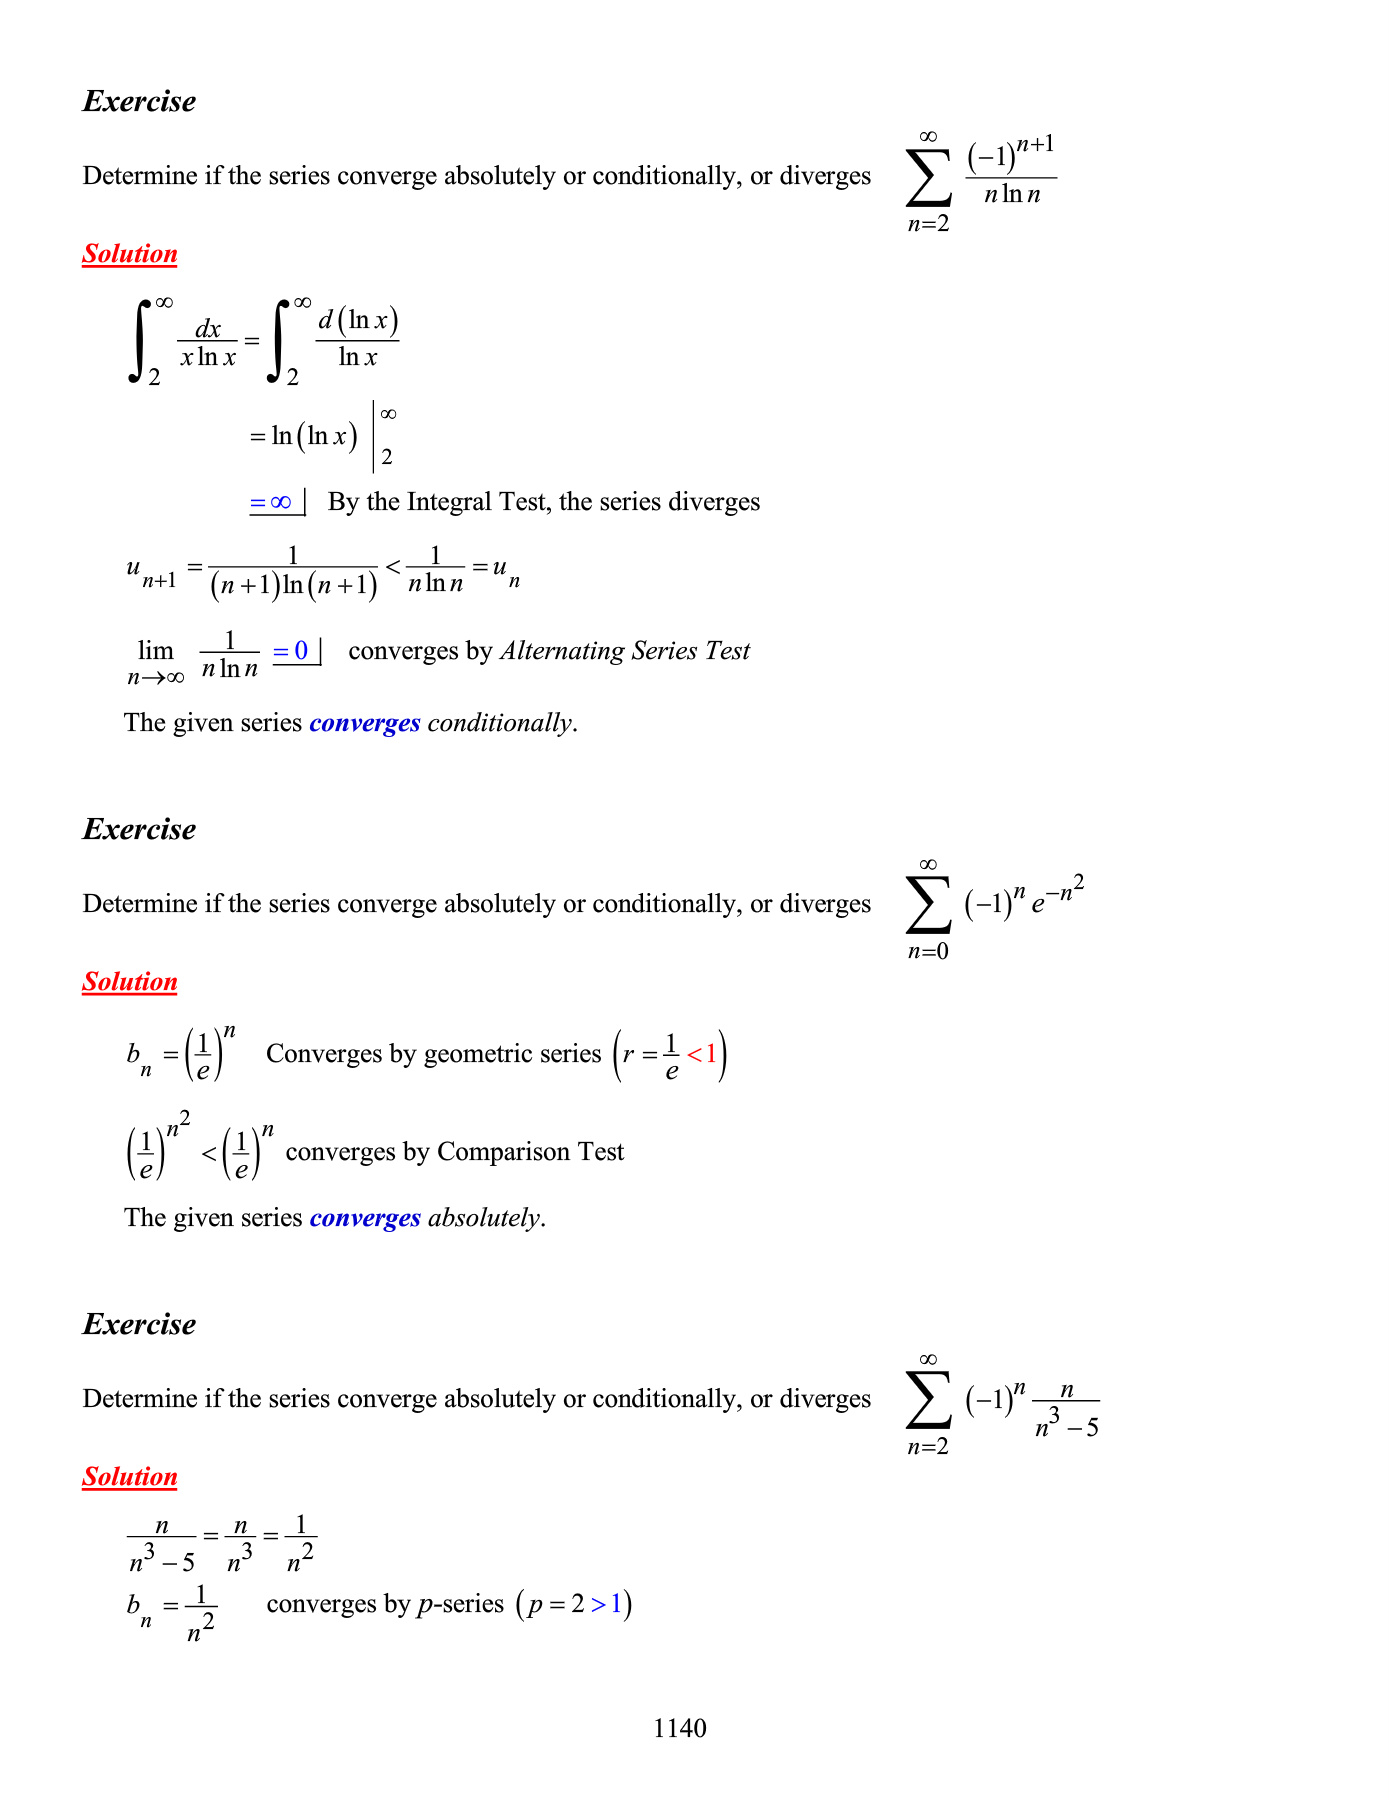 Exercise
Determine if the series converge absolutely or conditionally, or diverges $\sum_{n=2}^{\infty} \frac{(-1)^{n+1}}{n \ln n}$
Solution
$\int_{2}^{\infty} \frac{dx}{x \ln x} = \int_{2}^{\infty} \frac{d(\ln x)}{\ln x}$
$= \ln(\ln x) \Big|_{2}^{\infty}$
$= \infty |$ By the Integral Test, the series diverges
$u_{n+1} = \frac{1}{(n+1)\ln(n+1)} < \frac{1}{n \ln n} = u_n$
$\lim_{n \to \infty} \frac{1}{n \ln n} = 0 |$ converges by Alternating Series Test
The given series converges conditionally.
Exercise
Determine if the series converge absolutely or conditionally, or diverges $\sum_{n=0}^{\infty} (-1)^n e^{-n^2}$
Solution
$b_n = \left(\frac{1}{e}\right)^n$ Converges by geometric series $\left(r = \frac{1}{e} < 1\right)$
$\left(\frac{1}{e}\right)^{n^2} < \left(\frac{1}{e}\right)^n$ converges by Comparison Test
The given series converges absolutely.
Exercise
Determine if the series converge absolutely or conditionally, or diverges $\sum_{n=2}^{\infty} (-1)^n \frac{n}{n^3 - 5}$
Solution
$\frac{n}{n^3 - 5} = \frac{n}{n^3} = \frac{1}{n^2}$
$b_n = \frac{1}{n^2}$ converges by p-series $(p = 2 > 1)$
1140